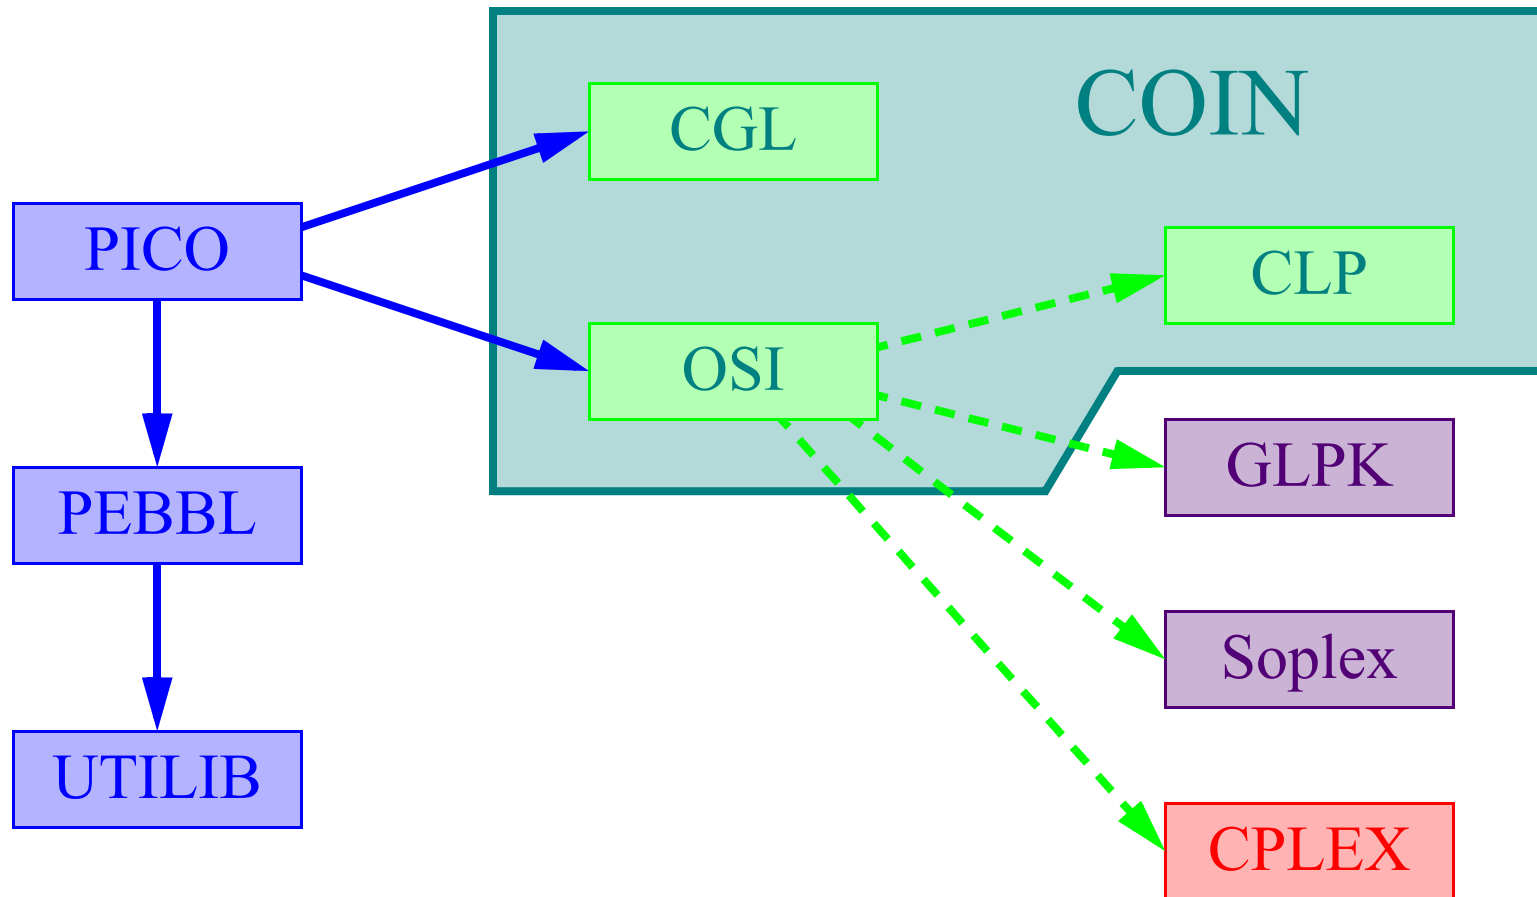 COIN
CGL
PICO
CLP
OSI
GLPK
PEBBL
Soplex
UTILIB
CPLEX